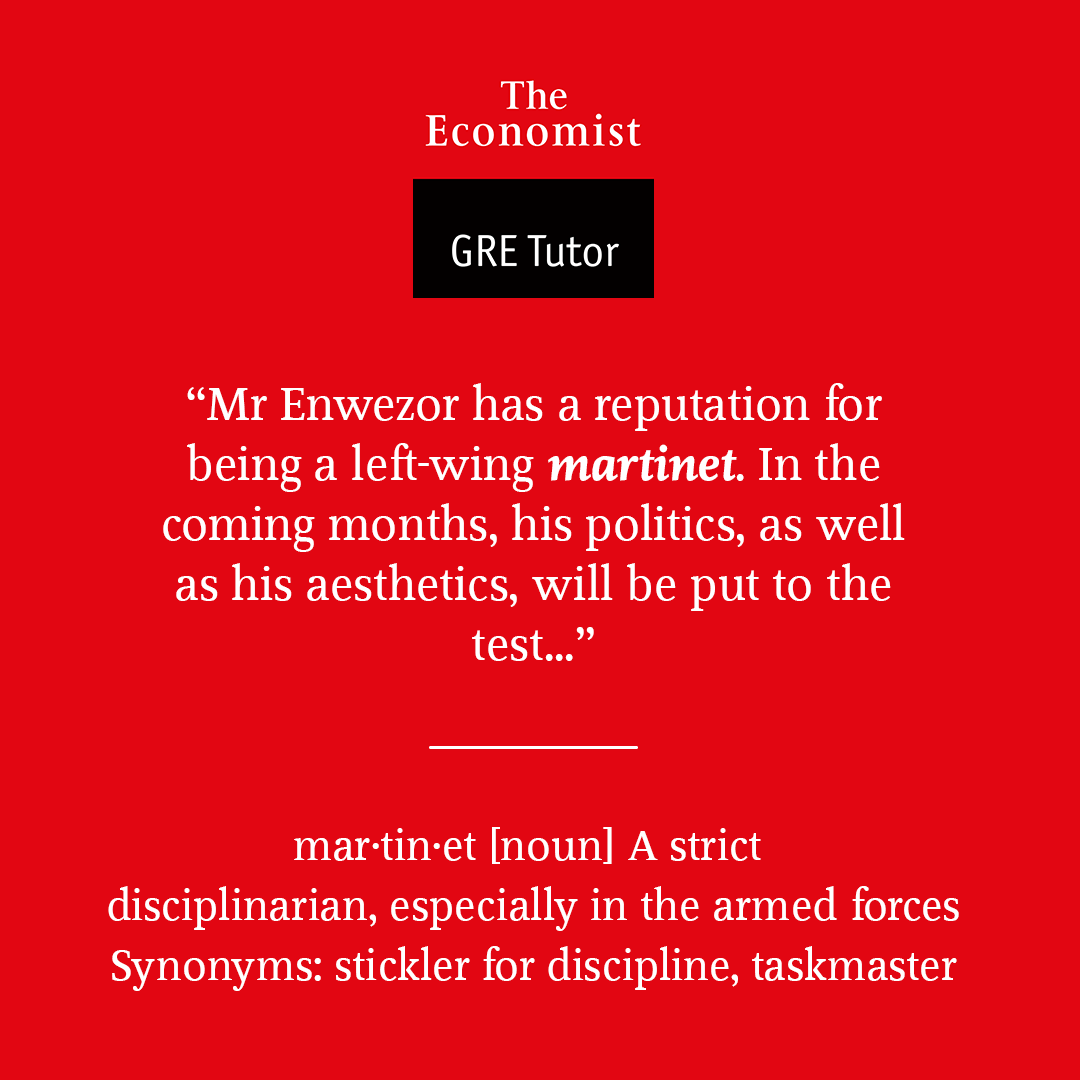 The
Economist
GRE Tutor
“Mr Enwezor has a reputation for
being a left-wing martinet. In the
coming months, his politics, as well
as his aesthetics, will be put to the
test...”
mar·tin·et [noun] A strict
disciplinarian, especially in the armed forces
Synonyms: stickler for discipline, taskmaster